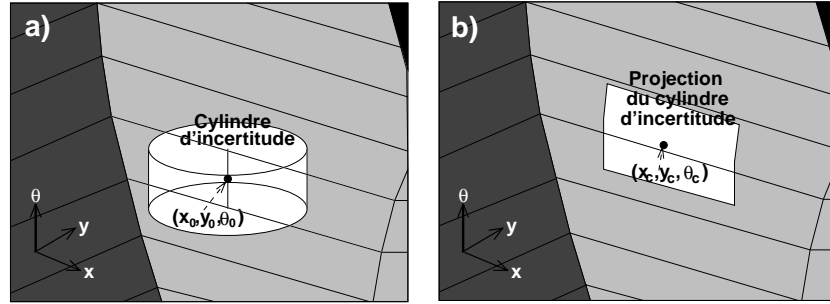 a)
Cylindre
d'incertitude
(x0,y0,θ0)
θ
y
x
b)
Projection
du cylindre
d'incertitude
(xc,yc,θc)
θ
y
x